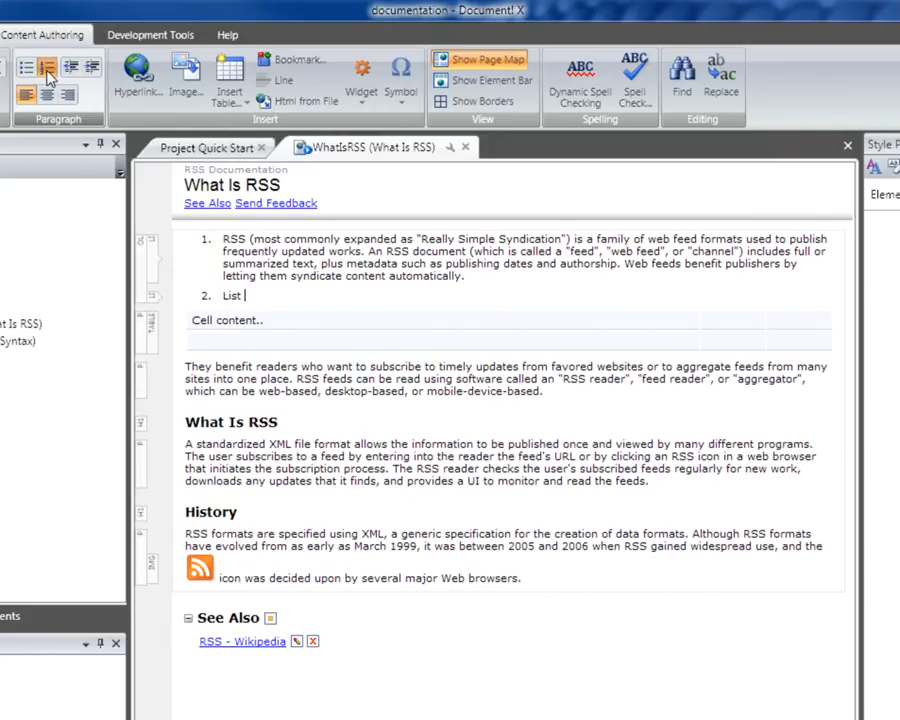 documentation - Document! X
Content Authoring Development Tools Help
Hyperlink... Image... Insert Table... Bookmark... Line Html from File Widget Symbol
Show Page Map
Show Element Bar
Show Borders
ABC ABC ab ac
Dynamic Spell Checking Spell Check... Find Replace
Paragraph Insert View Spelling Editing
Project Quick Start WhatIsRSS (What Is RSS) Style P
RSS Documentation
What Is RSS
See Also Send Feedback
Eleme
1. RSS (most commonly expanded as "Really Simple Syndication") is a family of web feed formats used to publish
frequently updated works. An RSS document (which is called a "feed", "web feed", or "channel") includes full or
summarized text, plus metadata such as publishing dates and authorship. Web feeds benefit publishers by
letting them syndicate content automatically.
2. List
Cell content..
TABLE
t Is RSS)
Syntax)
They benefit readers who want to subscribe to timely updates from favored websites or to aggregate feeds from many
sites into one place. RSS feeds can be read using software called an "RSS reader", "feed reader", or "aggregator",
which can be web-based, desktop-based, or mobile-device-based.
What Is RSS
A standardized XML file format allows the information to be published once and viewed by many different programs.
The user subscribes to a feed by entering into the reader the feed's URL or by clicking an RSS icon in a web browser
that initiates the subscription process. The RSS reader checks the user's subscribed feeds regularly for new work,
downloads any updates that it finds, and provides a UI to monitor and read the feeds.
History
RSS formats are specified using XML, a generic specification for the creation of data formats. Although RSS formats
have evolved from as early as March 1999, it was between 2005 and 2006 when RSS gained widespread use, and the
IMG
icon was decided upon by several major Web browsers.
ents
See Also
RSS - Wikipedia